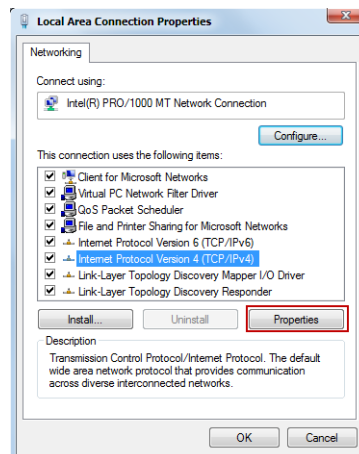 Local Area Connection Properties
Networking
Connect using:
Intel(R) PRO/1000 MT Network Connection
Configure...
This connection uses the following items:
Client for Microsoft Networks
Virtual PC Network Filter Driver
QoS Packet Scheduler
File and Printer Sharing for Microsoft Networks
Internet Protocol Version 6 (TCP/IPv6)
Internet Protocol Version 4 (TCP/IPv4)
Link-Layer Topology Discovery Mapper I/O Driver
Link-Layer Topology Discovery Responder
Install... Uninstall Properties
Description
Transmission Control Protocol/Internet Protocol. The default
wide area network protocol that provides communication
across diverse interconnected networks.
OK Cancel